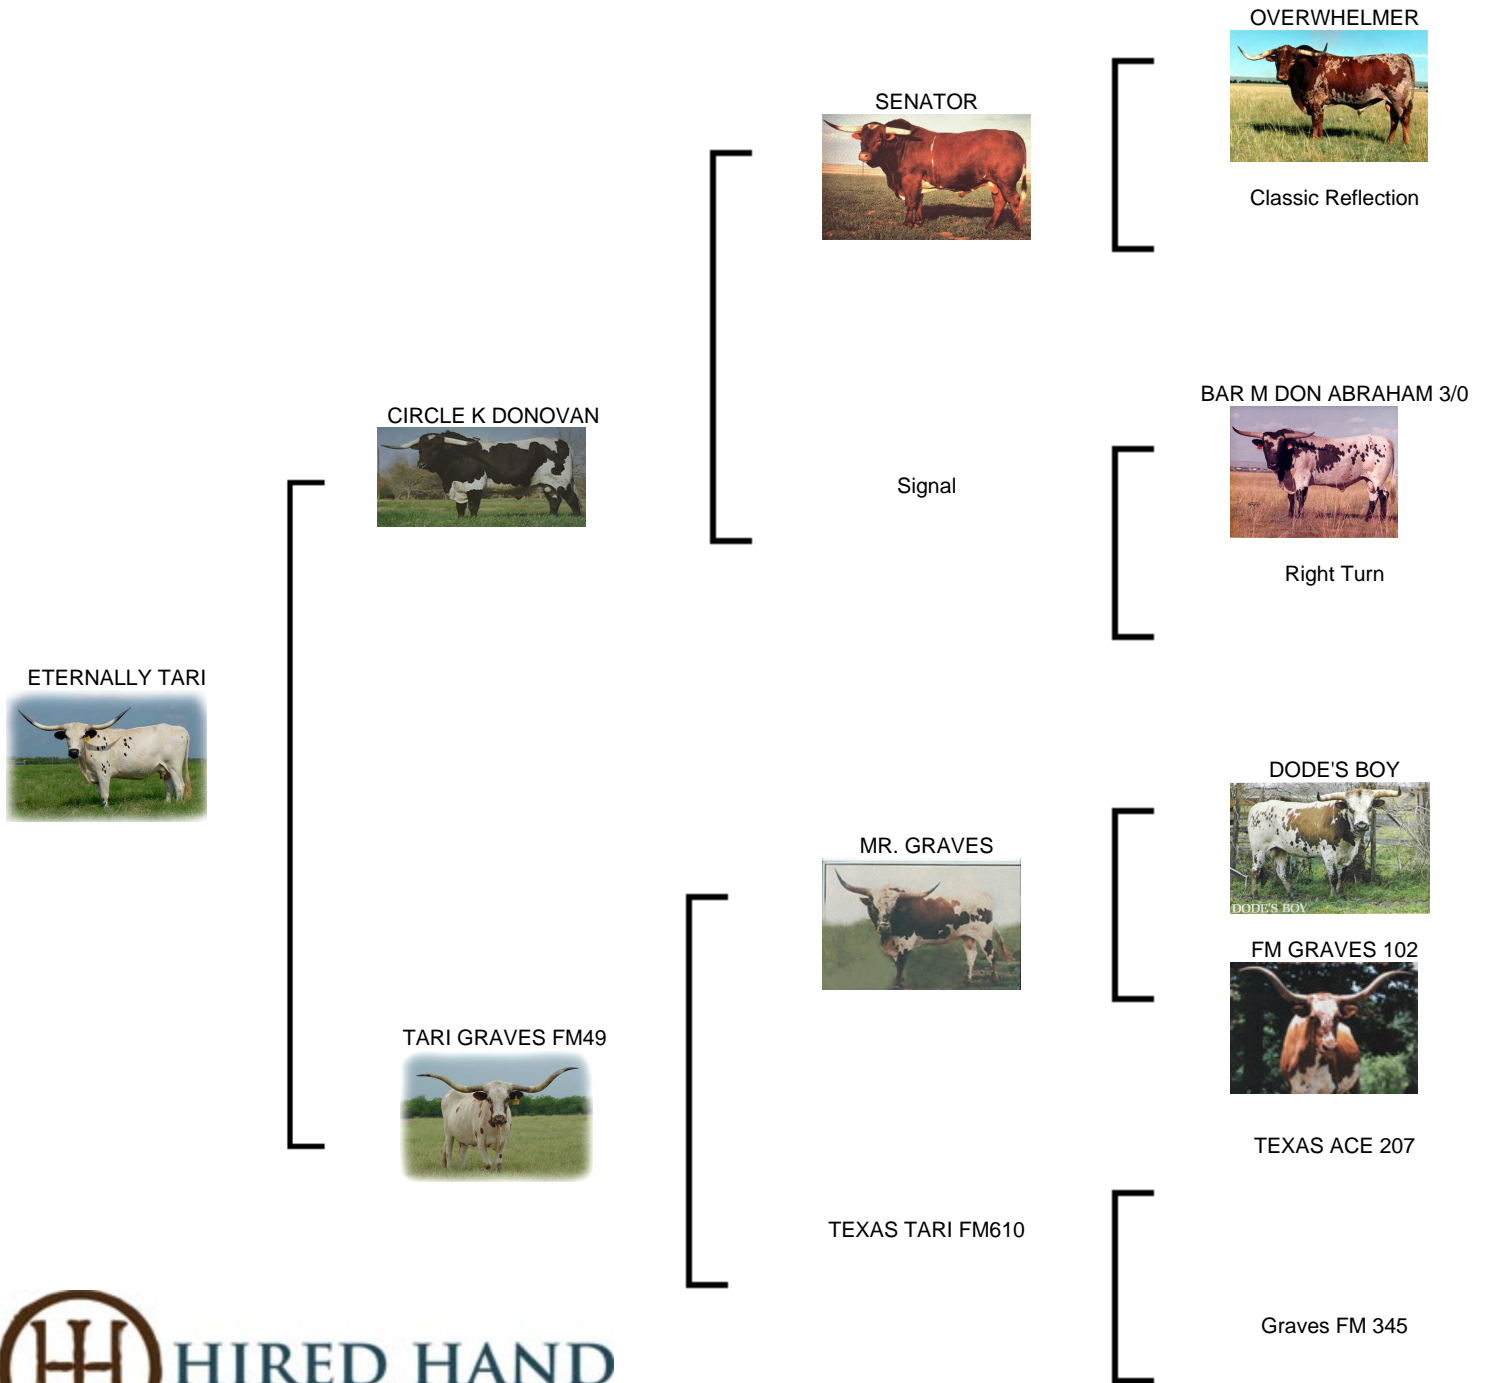 OVERWHELMER
SENATOR
Classic Reflection
BAR M DON ABRAHAM 3/0
CIRCLE K DONOVAN
Signal
Right Turn
ETERNALLY TARI
DODE'S BOY
MR. GRAVES
DODE'S BOY
FM GRAVES 102
TARI GRAVES FM49
TEXAS ACE 207
TEXAS TARI FM610
Graves FM 345
HH HIRED HAND